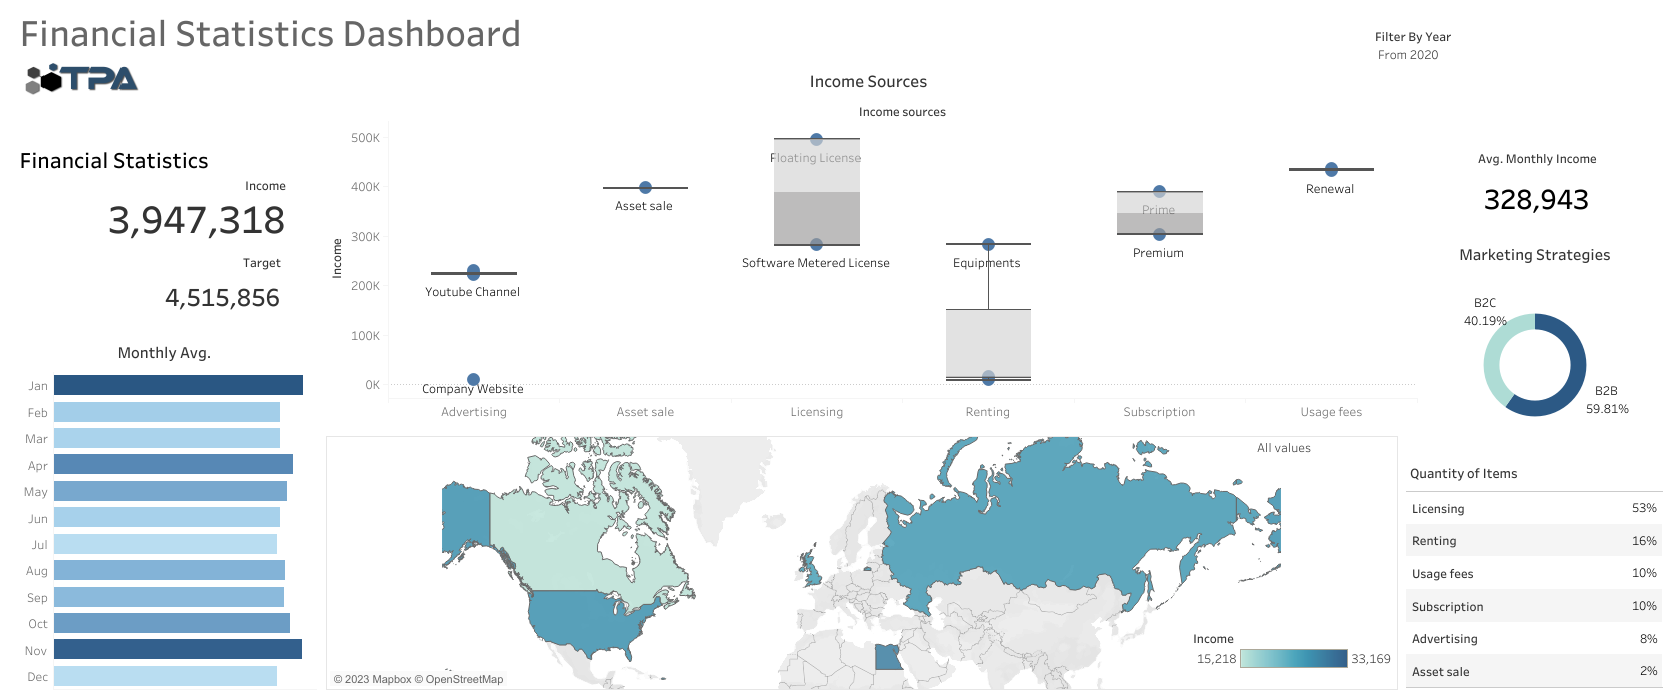 Financial Statistics Dashboard
Filter By Year
From 2020
TPA
Income Sources
Income sources
Financial Statistics
Income
3,947,318
Target
4,515,856
Monthly Avg.
Jan
Feb
Mar
Apr
May
Jun
Jul
Aug
Sep
Oct
Nov
Dec
Income
500K
400K
300K
200K
100K
0K
Youtube Channel
Company Website
Asset sale
Floating License
Software Metered License
Equipments
Prime
Premium
Renewal
Advertising
Asset sale
Licensing
Renting
Subscription
Usage fees
All values
Income
15,218
33,169
© 2023 Mapbox © OpenStreetMap
Avg. Monthly Income
328,943
Marketing Strategies
B2C
40.19%
B2B
59.81%
Quantity of Items
Licensing 53%
Renting 16%
Usage fees 10%
Subscription 10%
Advertising 8%
Asset sale 2%